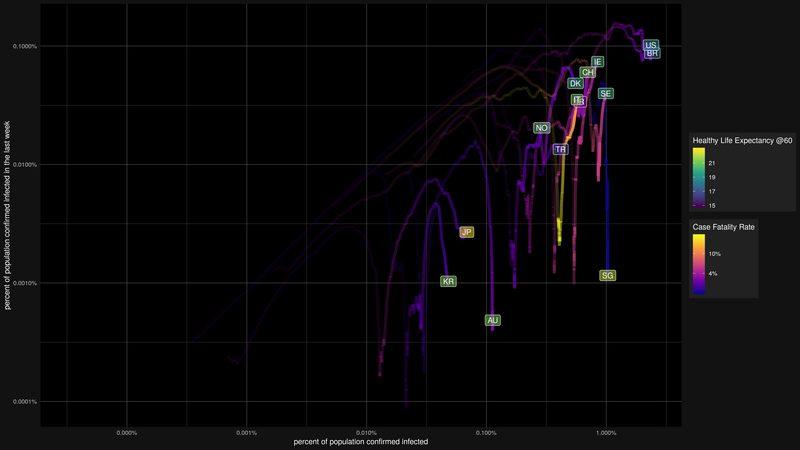 0.1000%
0.0100%
0.0010%
0.0001%
percent of population confirmed infected in the last week
0.000%
0.001%
0.010%
0.100%
1.000%
percent of population confirmed infected
US
BR
IE
CH
DK
SE
IT
NO
TR
JP
KR
SG
AU
Healthy Life Expectancy @60
21
19
17
15
Case Fatality Rate
10%
4%